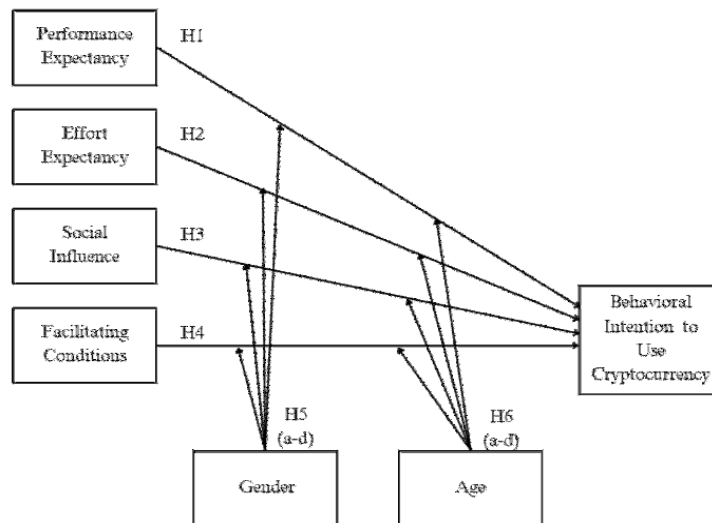 Performance
Expectancy
H1
Effort
Expectancy
H2
Social
Influence
H3
Facilitating
Conditions
H4
Behavioral
Intention to
Use
Cryptocurrency
H5
(a-d)
H6
(a-d)
Gender
Age